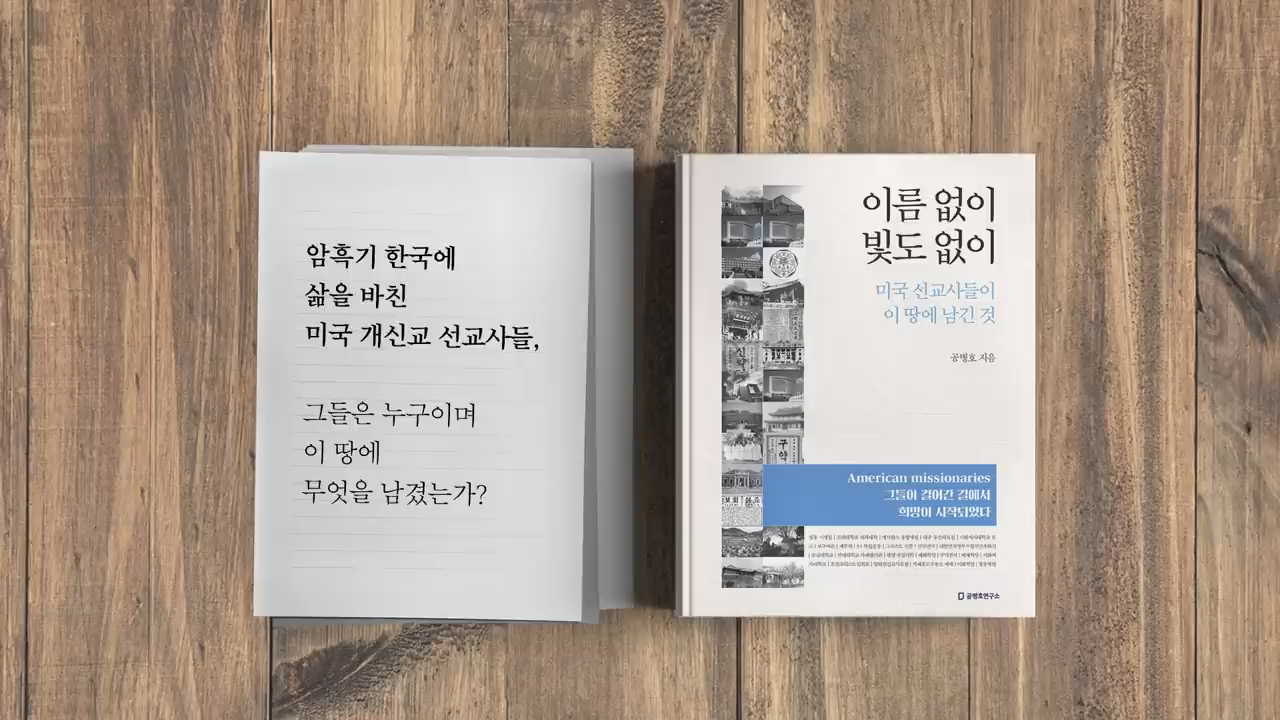 암흑기 한국에
삶을 바친
미국 개신교 선교사들,
그들은 누구이며
이 땅에
무엇을 남겼는가?
이름 없이
빛도 없이
미국 선교사들이
이 땅에 남긴 것
공병호 지음
신약
구약
American missionaries
그들이 걸어간 길에서
희망이 시작되었다
공병호연구소